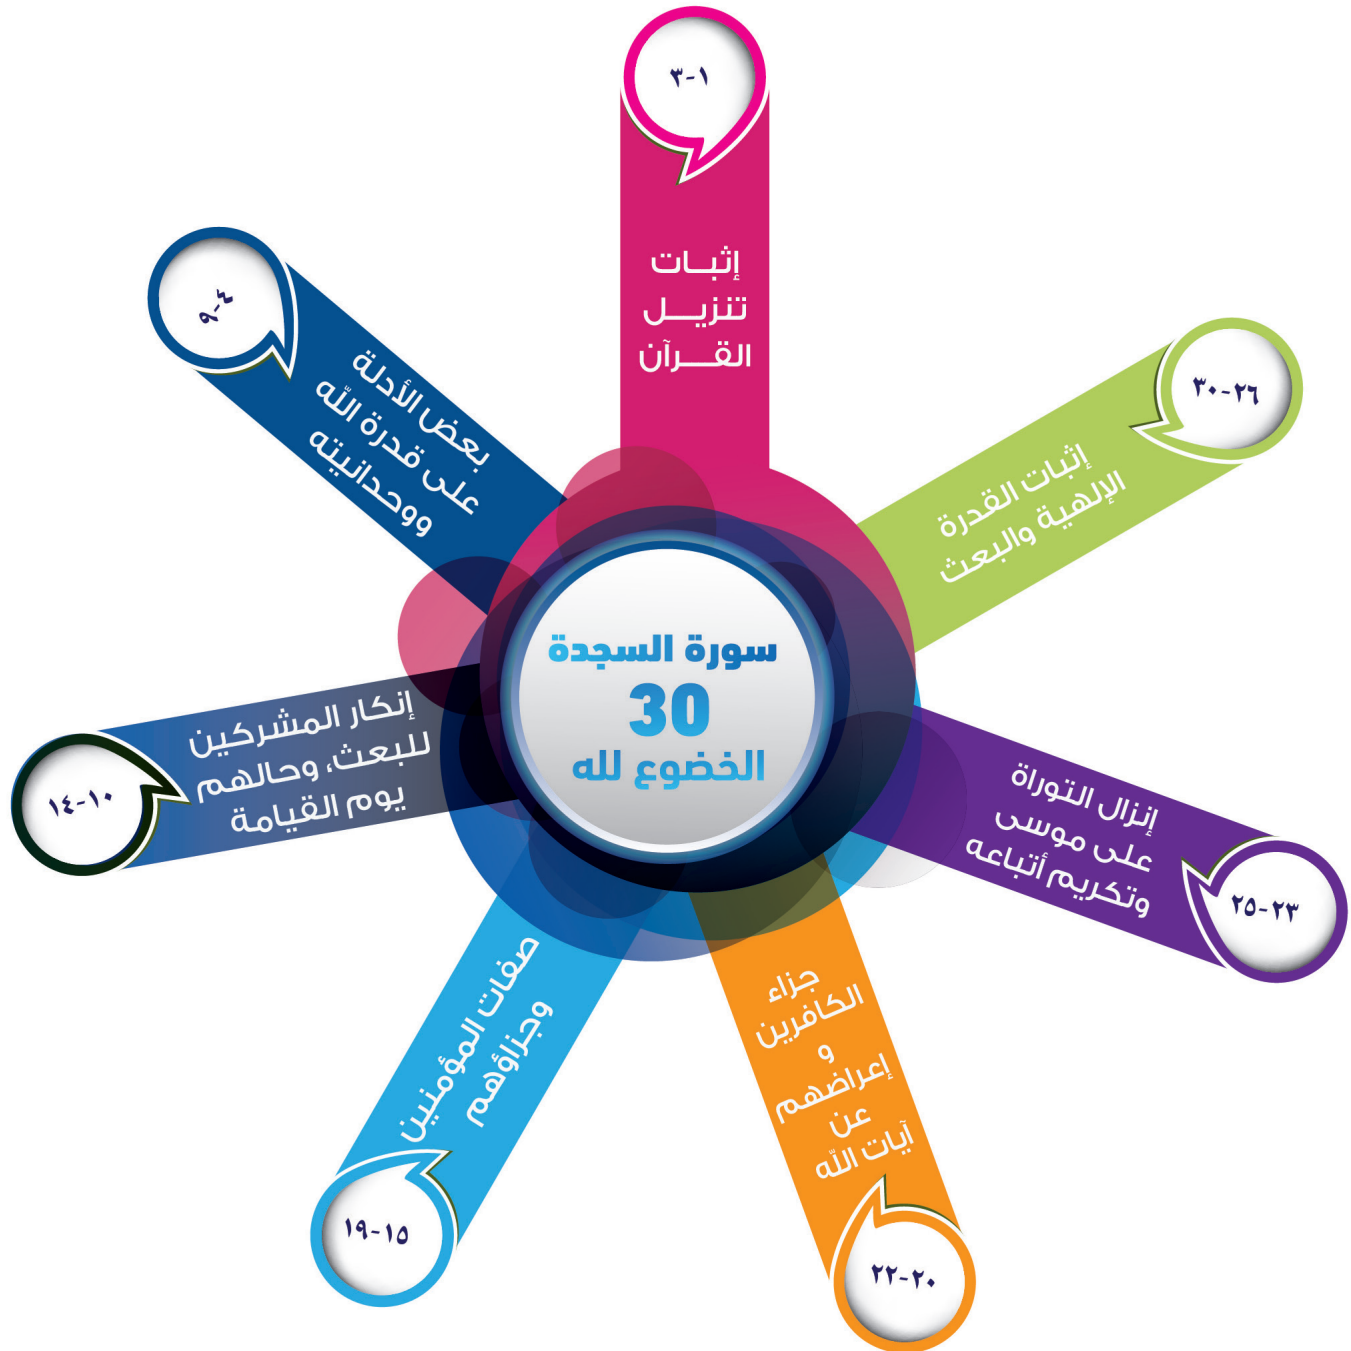 سورة السجدة
30
الخضوع لله
١-٣
إثبات
تنزيل
القرآن
٤-٩
بعض الأدلة
على قدرة الله
ووحدانيته
١٠-١٤
إنكار المشركين
للبعث، وحالهم
يوم القيامة
١٥-١٩
صفات المؤمنين
وجزاؤهم
٢٠-٢٢
جزاء
الكافرين
و
إعراضهم
عن
آيات الله
٢٣-٢٥
إنزال التوراة
على موسى
وتكريم أتباعه
٢٦-٣٠
إثبات القدرة
الإلهية والبعث